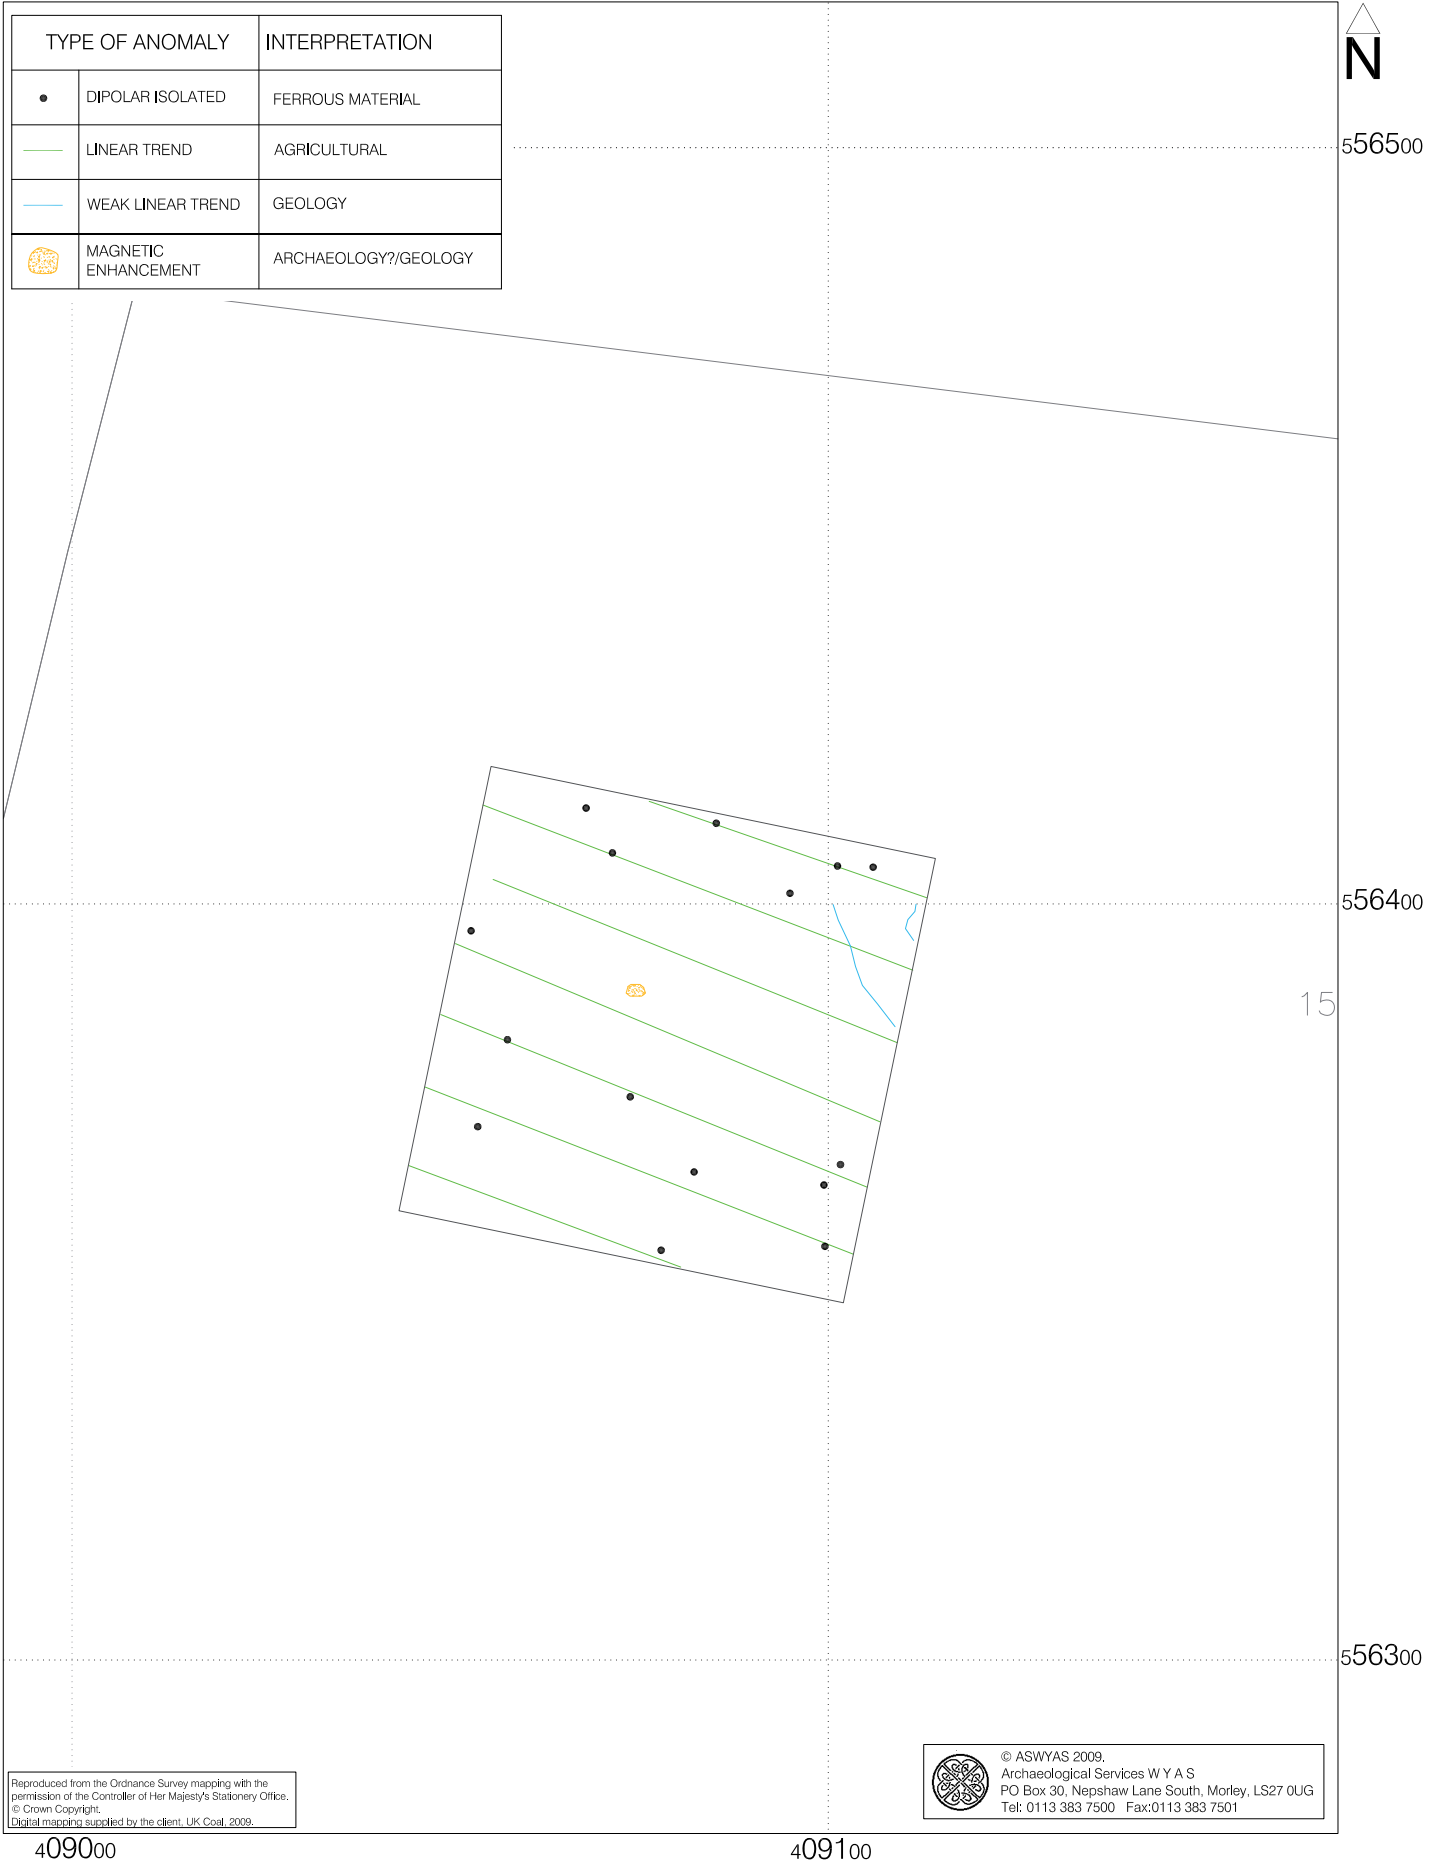 TYPE OF ANOMALY INTERPRETATION
DIPOLAR ISOLATED FERROUS MATERIAL
LINEAR TREND AGRICULTURAL
WEAK LINEAR TREND GEOLOGY
MAGNETIC
ENHANCEMENT
ARCHAEOLOGY?/GEOLOGY
N
556500
556400
15
556300
© ASWYAS 2009.
Archaeological Services W Y A S
PO Box 30, Nepshaw Lane South, Morley, LS27 0UG
Tel: 0113 383 7500 Fax:0113 383 7501
Reproduced from the Ordnance Survey mapping with the
permission of the Controller of Her Majesty's Stationery Office.
© Crown Copyright.
Digital mapping supplied by the client, UK Coal, 2009.
409000
409100